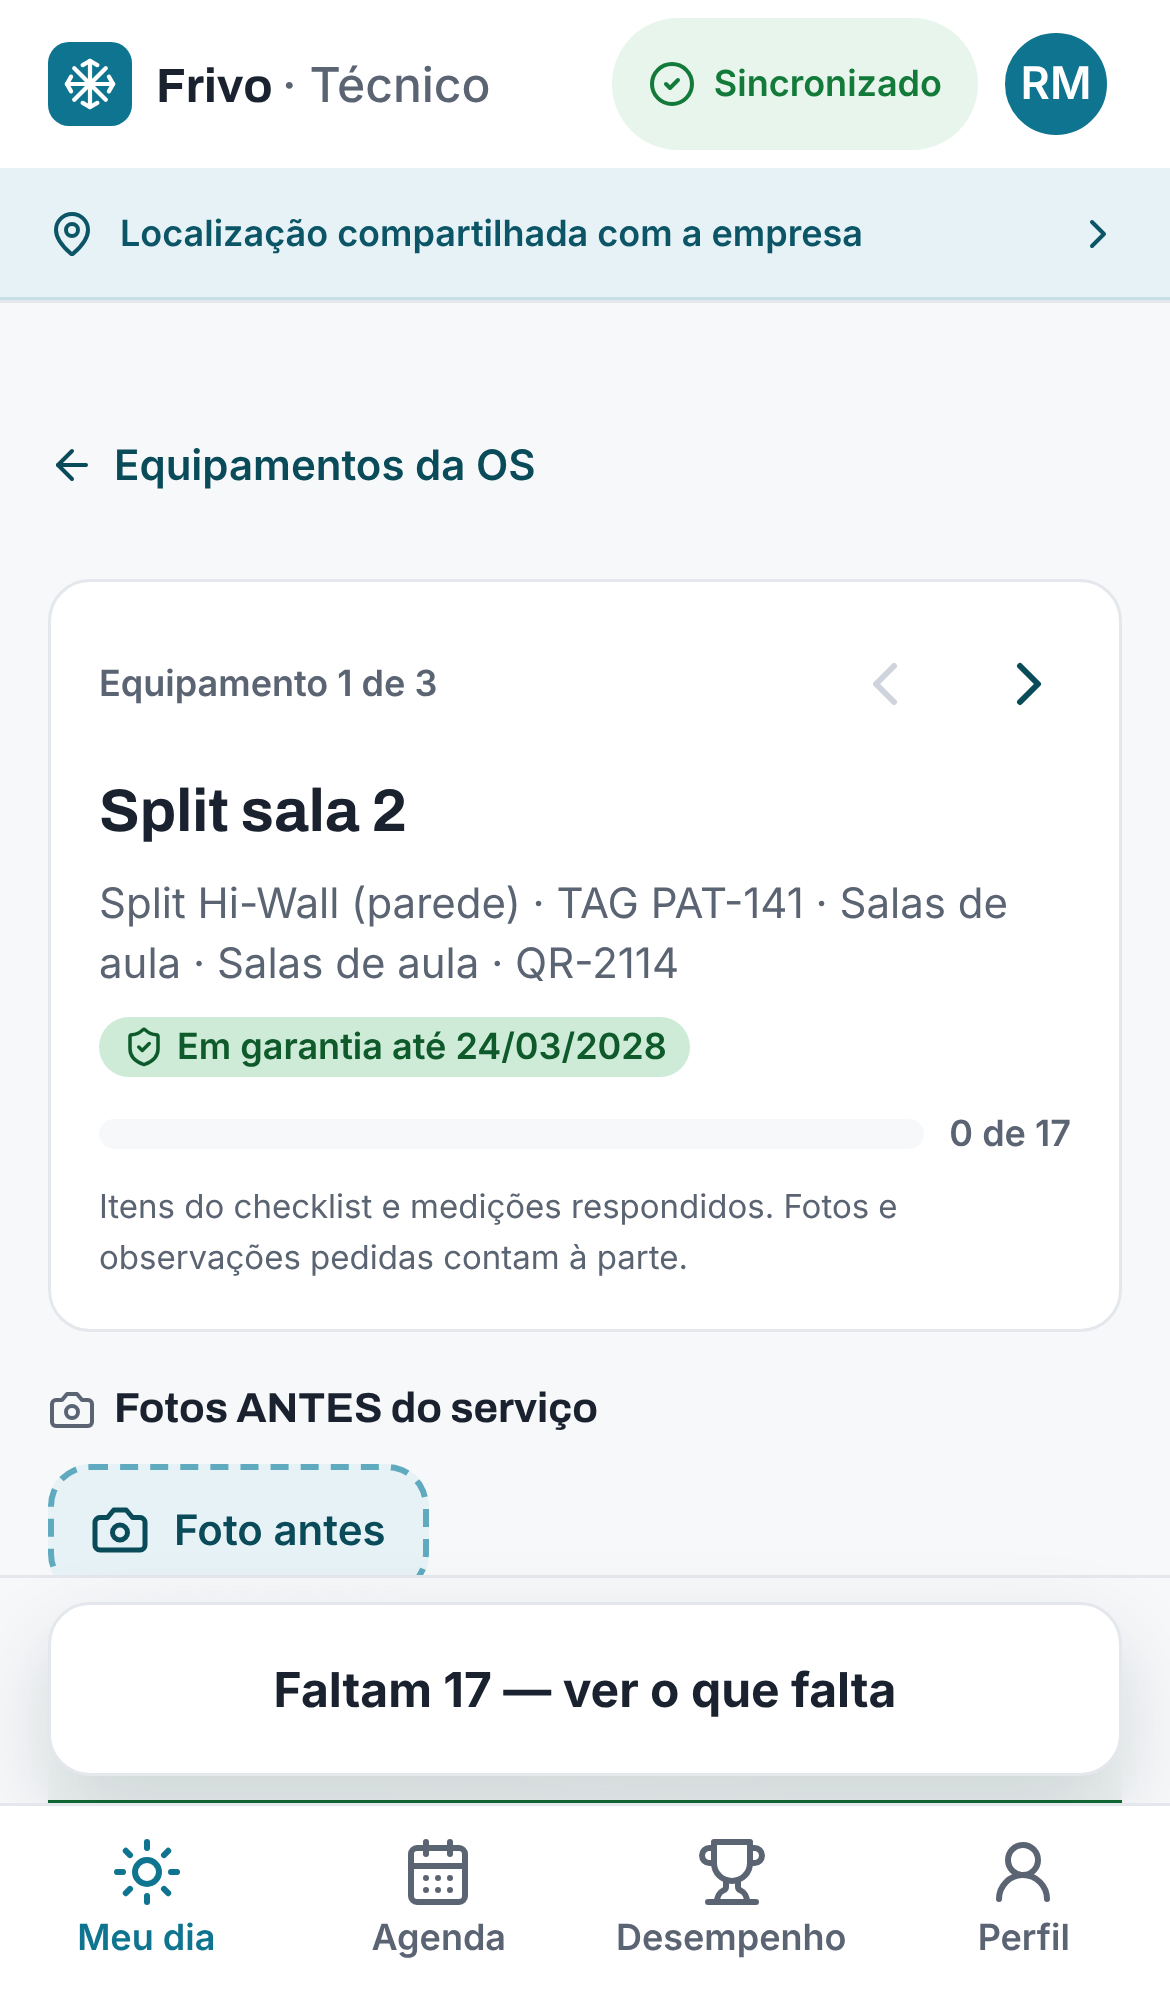 Frivo · Técnico
Sincronizado
RM
Localização compartilhada com a empresa
Equipamentos da OS
Equipamento 1 de 3
Split sala 2
Split Hi-Wall (parede) · TAG PAT-141 · Salas de
aula · Salas de aula · QR-2114
Em garantia até 24/03/2028
0 de 17
Itens do checklist e medições respondidos. Fotos e
observações pedidas contam à parte.
Fotos ANTES do serviço
Foto antes
Faltam 17 — ver o que falta
Meu dia
Agenda
Desempenho
Perfil